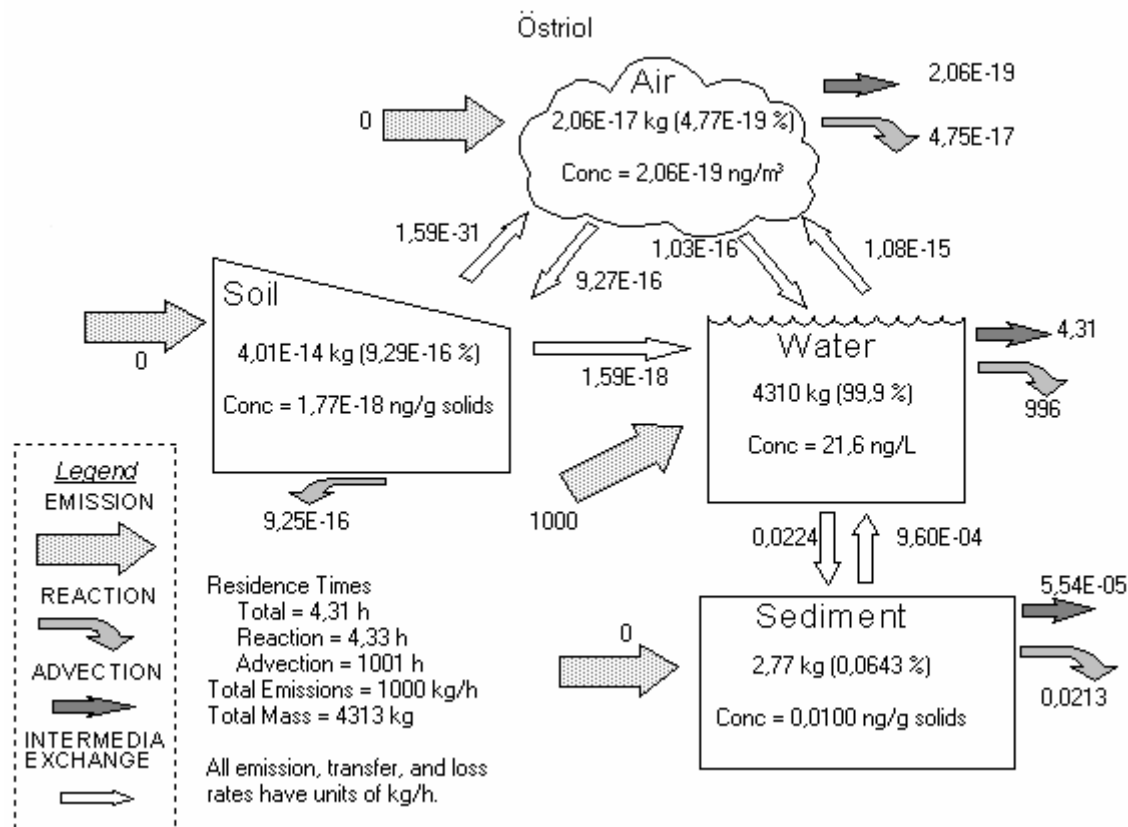 Östriol
Air
2,06E-17 kg (4,77E-19 %)
Conc = 2,06E-19 ng/m³
0
2,06E-19
4,75E-17
1,59E-31
9,27E-16
1,03E-16
1,08E-15
Soil
4,01E-14 kg (9,29E-16 %)
Conc = 1,77E-18 ng/g solids
0
9,25E-16
1,59E-18
Water
4310 kg (99,9 %)
Conc = 21,6 ng/L
4,31
996
1000
0,0224
9,60E-04
Legend
EMISSION
REACTION
ADVECTION
INTERMEDIA
EXCHANGE
Residence Times
Total = 4,31 h
Reaction = 4,33 h
Advection = 1001 h
Total Emissions = 1000 kg/h
Total Mass = 4313 kg
All emission, transfer, and loss
rates have units of kg/h.
0
Sediment
2,77 kg (0,0643 %)
Conc = 0,0100 ng/g solids
5,54E-05
0,0213